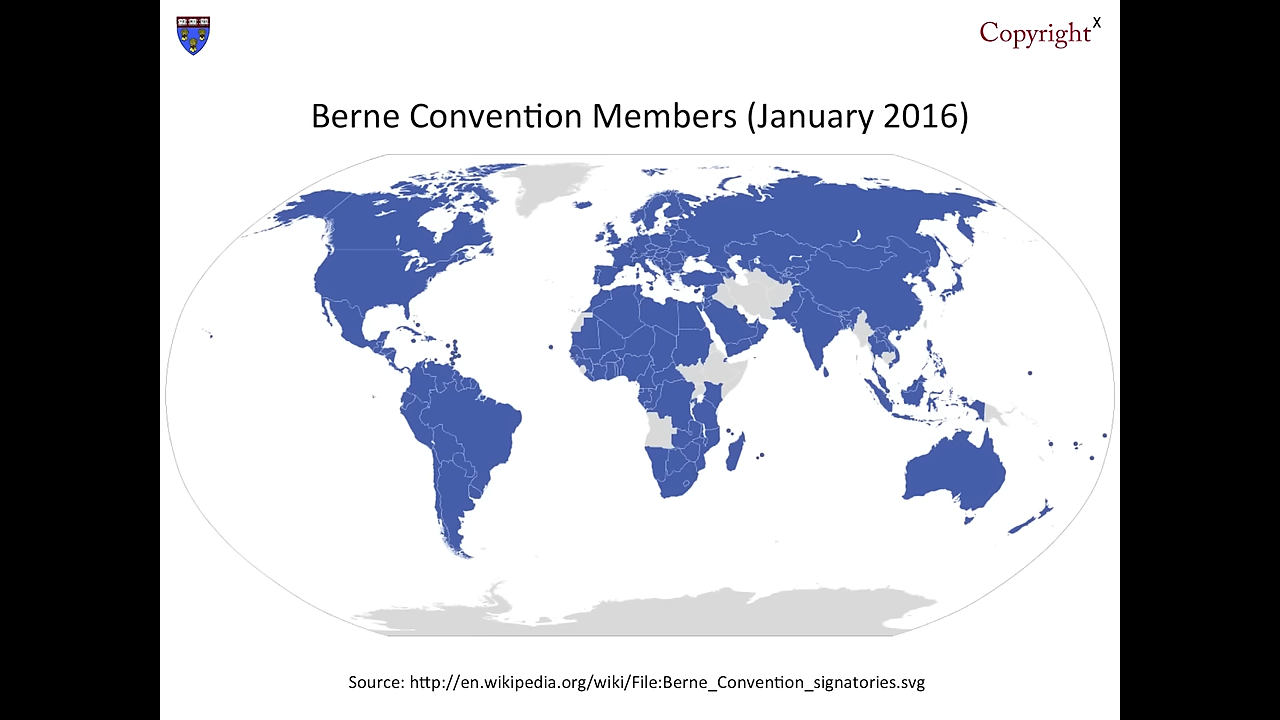 Copyright
X
Berne Convention Members (January 2016)
Source: http://en.wikipedia.org/wiki/File:Berne_Convention_signatories.svg